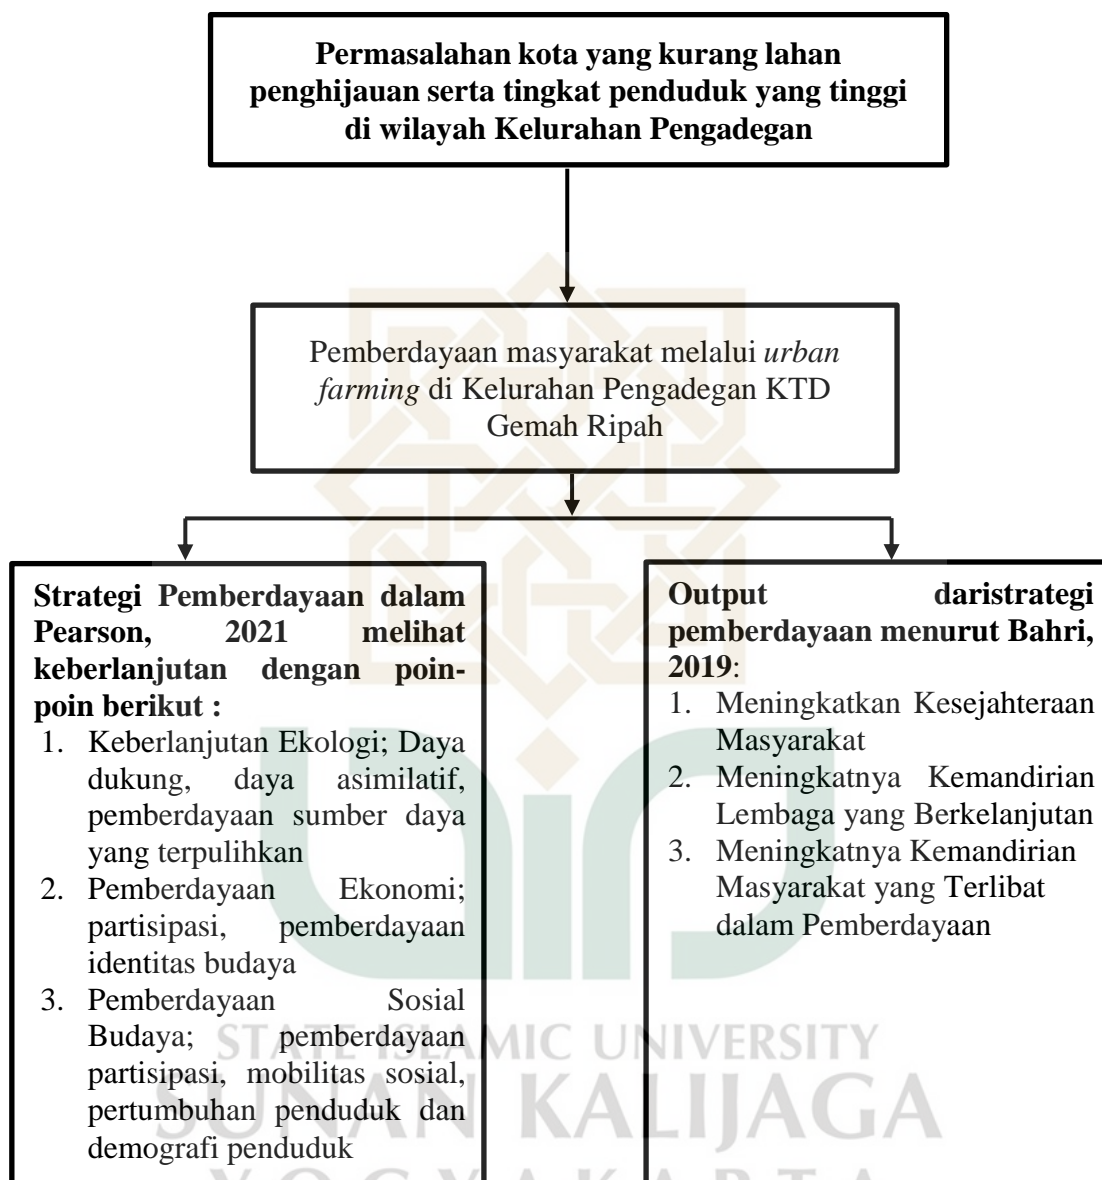 Permasalahan kota yang kurang lahan
penghijauan serta tingkat penduduk yang tinggi
di wilayah Kelurahan Pengadegan
Pemberdayaan masyarakat melalui urban
farming di Kelurahan Pengadegan KTD
Gemah Ripah
Strategi Pemberdayaan dalam
Pearson, 2021 melihat
keberlanjutan dengan poin-
poin berikut :
1. Keberlanjutan Ekologi; Daya
dukung, daya asimilatif,
pemberdayaan sumber daya
yang terpulihkan
2. Pemberdayaan Ekonomi;
partisipasi, pemberdayaan
identitas budaya
3. Pemberdayaan Sosial
Budaya; pemberdayaan
partisipasi, mobilitas sosial,
pertumbuhan penduduk dan
demografi penduduk
Output daristrategi
pemberdayaan menurut Bahri,
2019:
1. Meningkatkan Kesejahteraan
Masyarakat
2. Meningkatnya Kemandirian
Lembaga yang Berkelanjutan
3. Meningkatnya Kemandirian
Masyarakat yang Terlibat
dalam Pemberdayaan
STATE ISLAMIC UNIVERSITY
SUNAN KALIJAGA
YOGYAKARTA